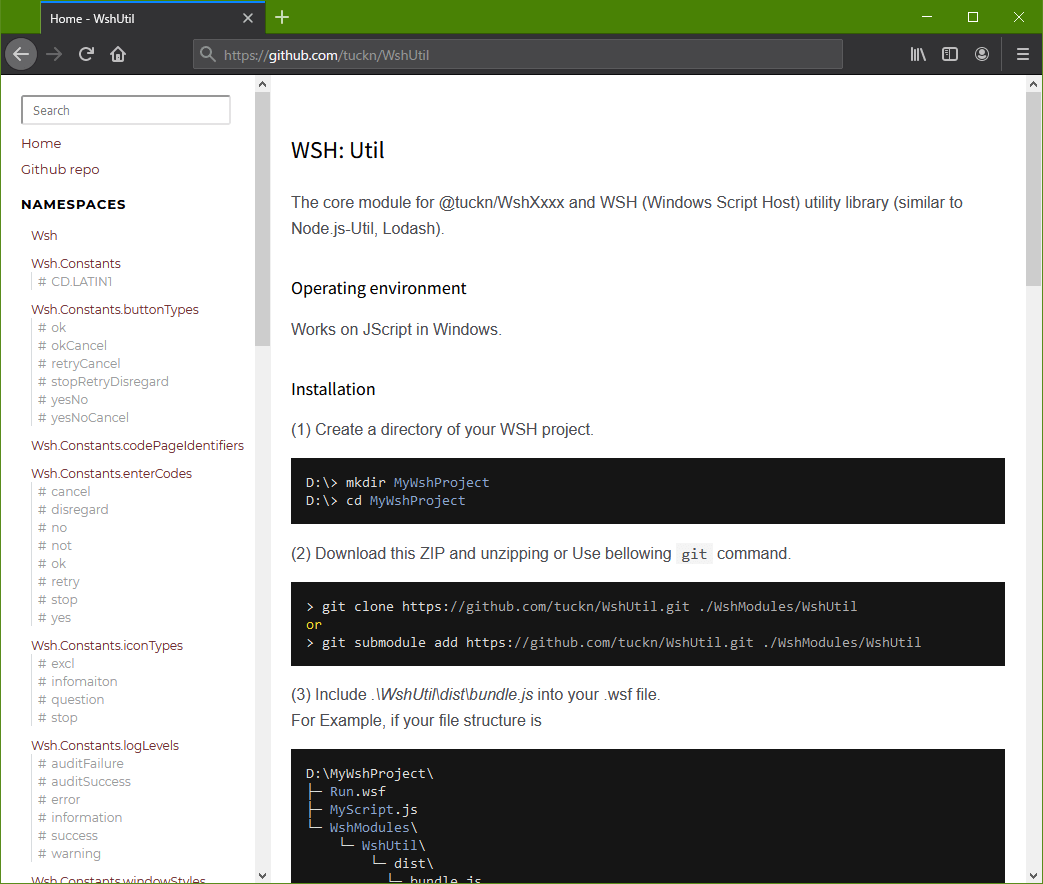 Home - WshUtil
https://github.com/tuckn/WshUtil
Search
Home
Github repo
NAMESPACES
Wsh
Wsh.Constants
# CD.LATIN1
Wsh.Constants.buttonTypes
# ok
# okCancel
# retryCancel
# stopRetryDisregard
# yesNo
# yesNoCancel
Wsh.Constants.codePageIdentifiers
Wsh.Constants.enterCodes
# cancel
# disregard
# no
# not
# ok
# retry
# stop
# yes
Wsh.Constants.iconTypes
# excl
# infomaiton
# question
# stop
Wsh.Constants.logLevels
# auditFailure
# auditSuccess
# error
# information
# success
# warning
Wsh.Constants.windowStyles
WSH: Util
The core module for @tuckn/WshXxxx and WSH (Windows Script Host) utility library (similar to
Node.js-Util, Lodash).
Operating environment
Works on JScript in Windows.
Installation
(1) Create a directory of your WSH project.
D:\> mkdir MyWshProject
D:\> cd MyWshProject
(2) Download this ZIP and unzipping or Use bellowing git command.
> git clone https://github.com/tuckn/WshUtil.git ./WshModules/WshUtil
or
> git submodule add https://github.com/tuckn/WshUtil.git ./WshModules/WshUtil
(3) Include .\WshUtil\dist\bundle.js into your .wsf file.
For Example, if your file structure is
D:\MyWshProject\
├─ Run.wsf
├─ MyScript.js
└─ WshModules\
└─ WshUtil\
└─ dist\
└─ bundle.js